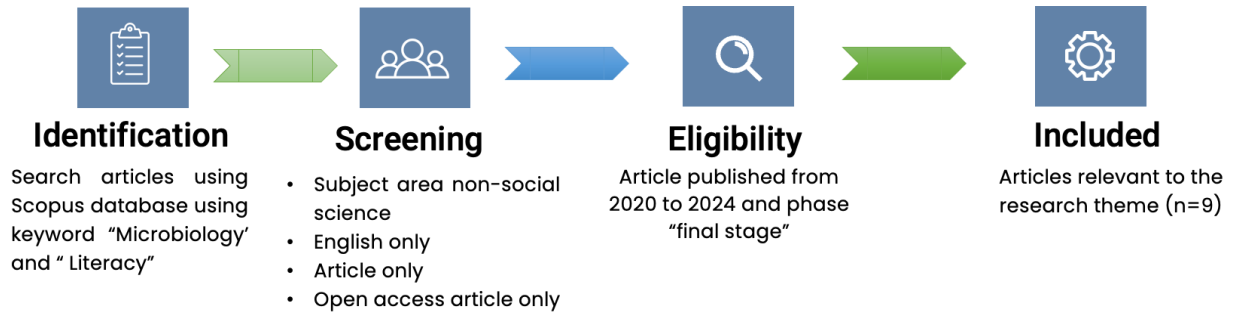 Identification
Search articles using
Scopus database using
keyword “Microbiology’
and “ Literacy”
Screening
• Subject area non-social
science
• English only
• Article only
• Open access article only
Eligibility
Article published from
2020 to 2024 and phase
“final stage”
Included
Articles relevant to the
research theme (n=9)